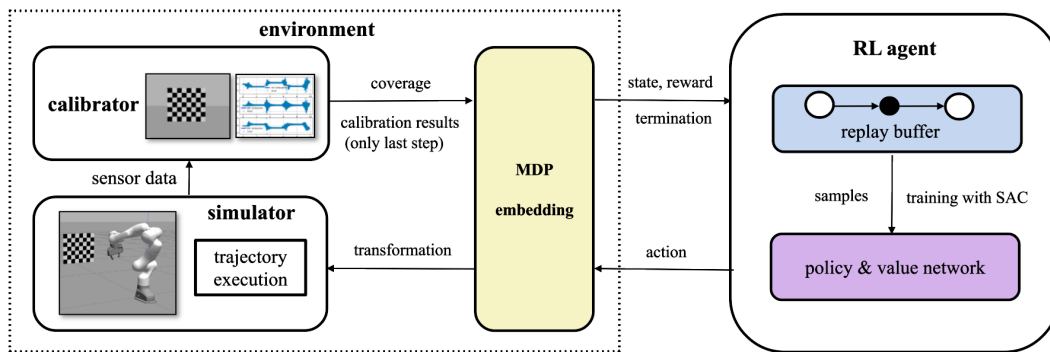 environment
calibrator
coverage
calibration results
(only last step)
sensor data
simulator
trajectory
execution
transformation
MDP
embedding
state, reward
termination
action
RL agent
replay buffer
samples
training with SAC
policy & value network